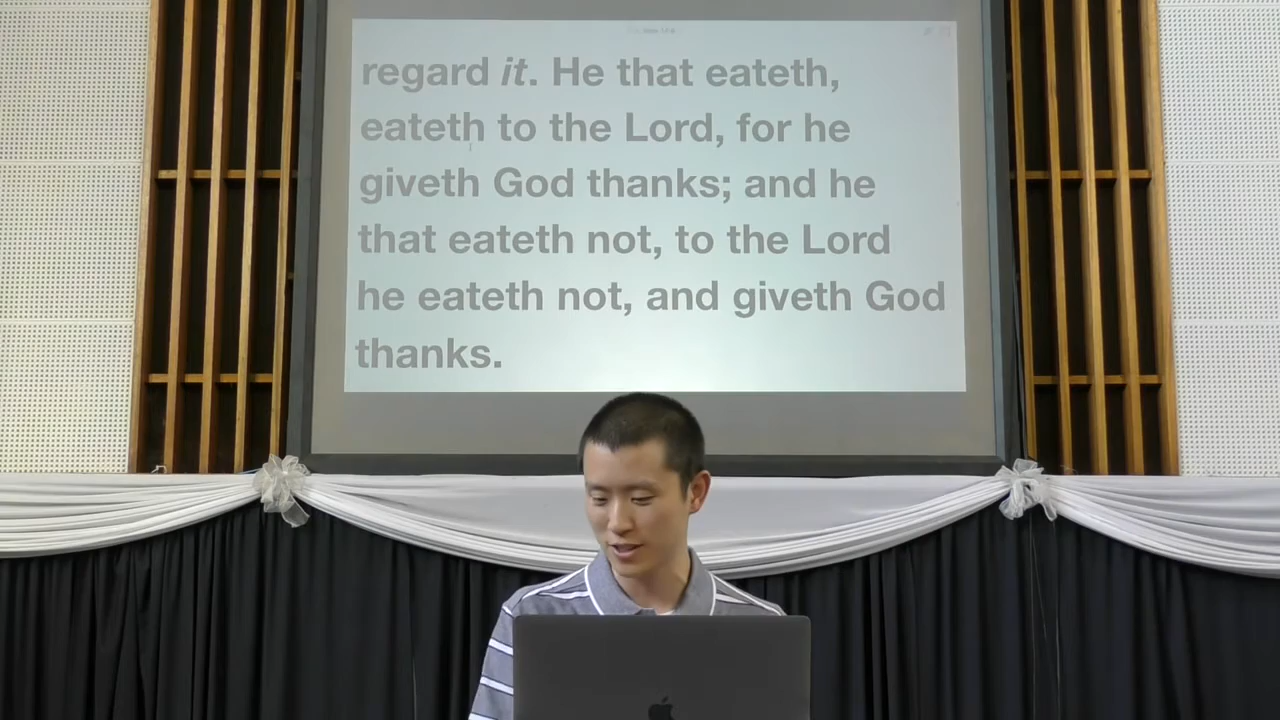 regard it. He that eateth,
eateth to the Lord, for he
giveth God thanks; and he
that eateth not, to the Lord
he eateth not, and giveth God
thanks.